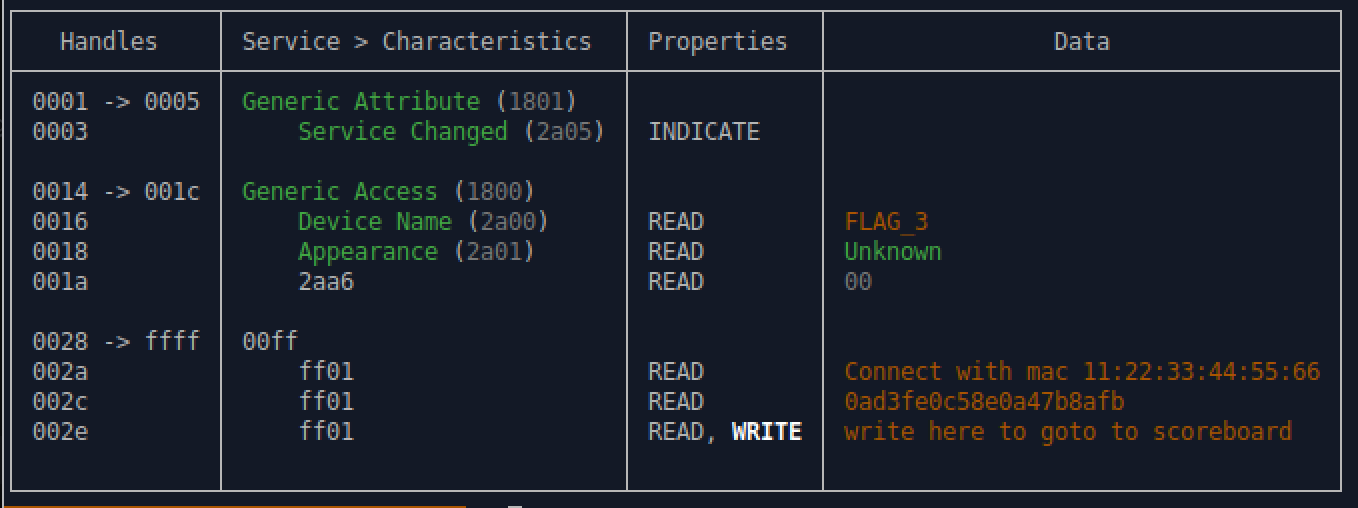 Handles Service > Characteristics Properties Data
0001 -> 0005 Generic Attribute (1801)
0003 Service Changed (2a05) INDICATE
0014 -> 001c Generic Access (1800)
0016 Device Name (2a00) READ FLAG_3
0018 Appearance (2a01) READ Unknown
001a 2aa6 READ 00
0028 -> ffff 00ff
002a ff01 READ Connect with mac 11:22:33:44:55:66
002c ff01 READ 0ad3fe0c58e0a47b8afb
002e ff01 READ, WRITE write here to goto to scoreboard